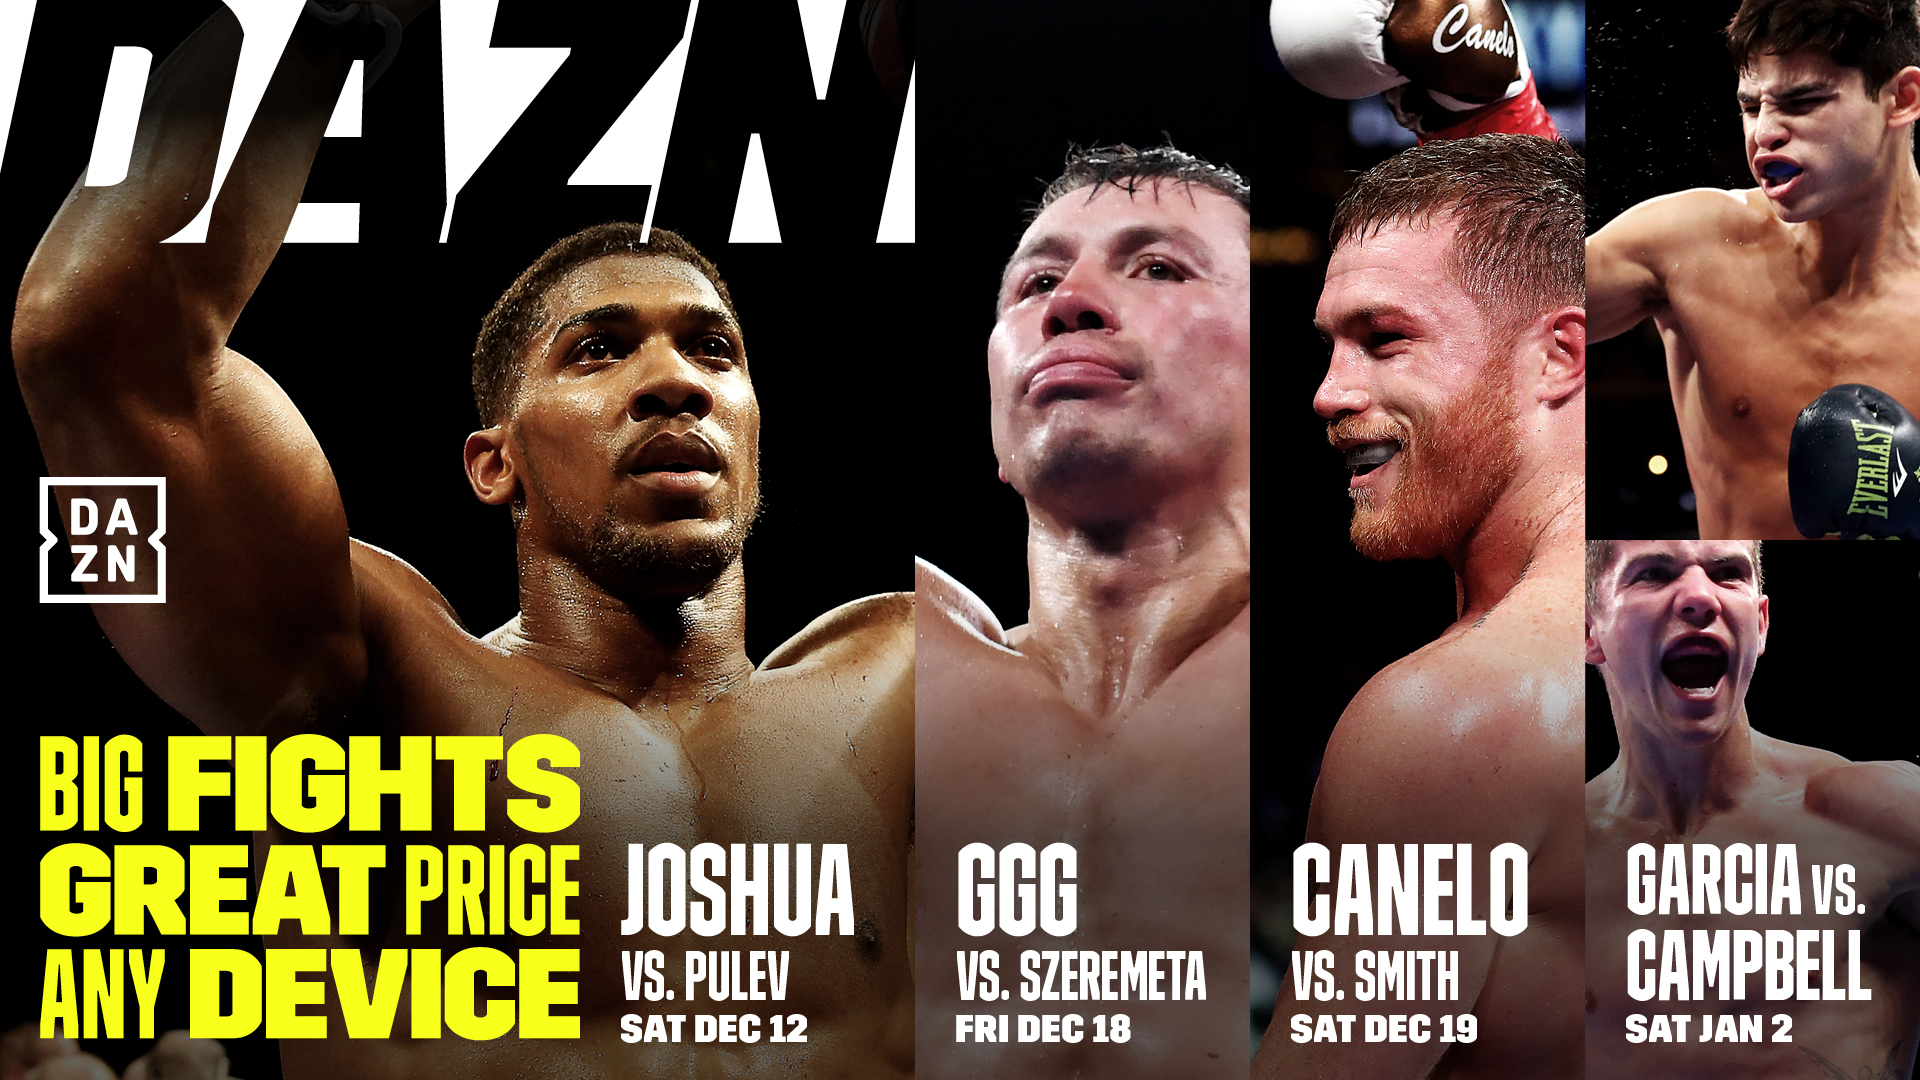 DAZN
DA
ZN
BIG FIGHTS
GREAT PRICE
ANY DEVICE
JOSHUA
VS. PULEV
SAT DEC 12
GGG
VS. SZEREMETA
FRI DEC 18
Canelo
CANELO
VS. SMITH
SAT DEC 19
EVERLAST
GARCIA VS.
CAMPBELL
SAT JAN 2